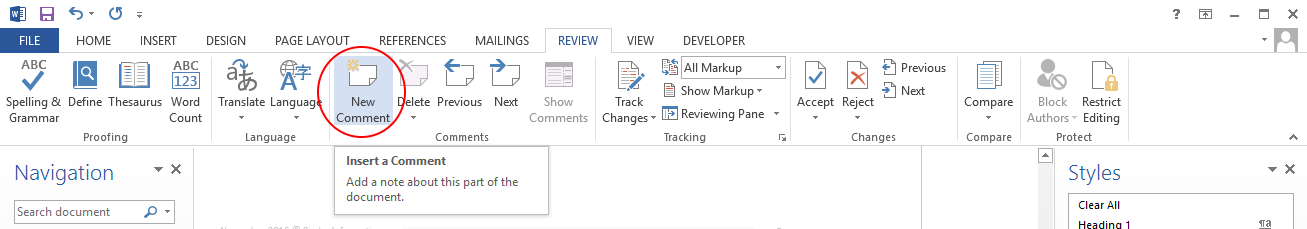 FILE HOME INSERT DESIGN PAGE LAYOUT REFERENCES MAILINGS REVIEW VIEW DEVELOPER
ABC
Spelling & Grammar
Define
Thesaurus
ABC
123
Word Count
Proofing
Translate
Language
Language
New Comment
Delete
Previous
Next
Show Comments
Comments
Track Changes
All Markup
Show Markup
Reviewing Pane
Tracking
Accept
Reject
Previous
Next
Changes
Compare
Compare
Block Authors
Restrict Editing
Protect
Insert a Comment
Add a note about this part of the
document.
Navigation
Search document
Styles
Clear All
Heading 1
¶a